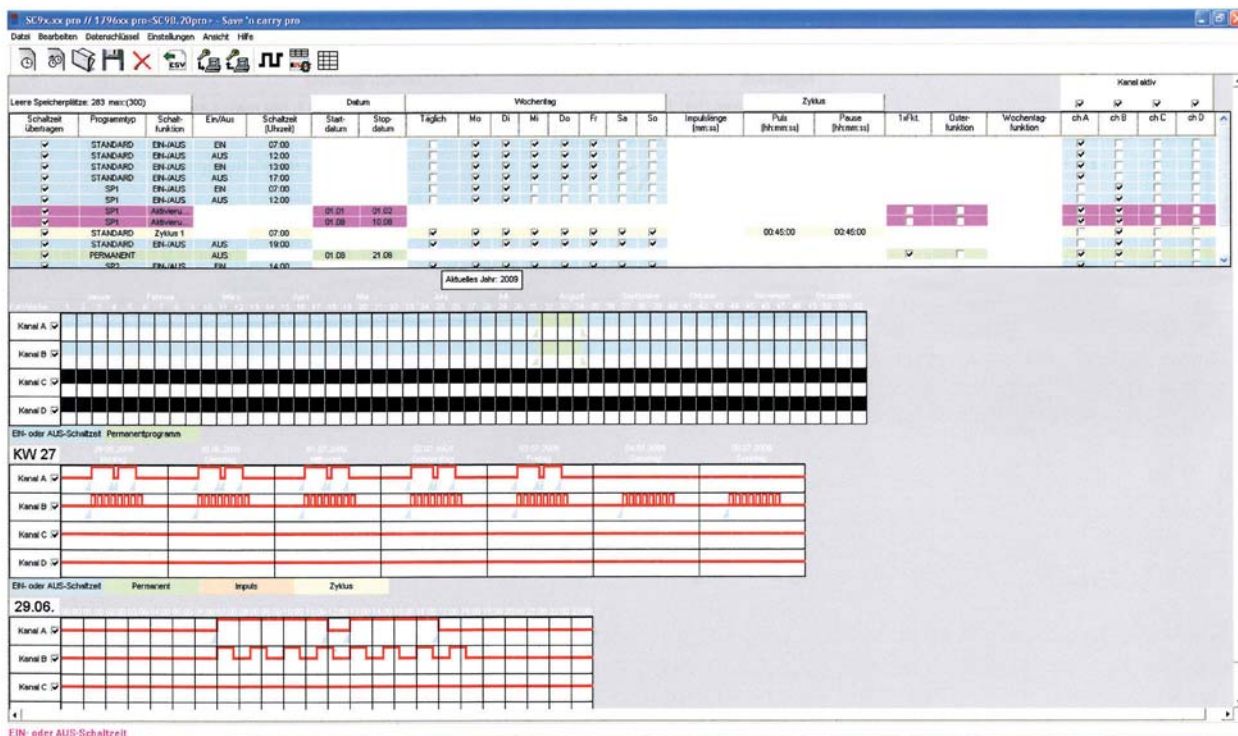 SC9x.xx pro // 1796xx pro<SC98.20pro> - Save 'n carry pro
Datei Bearbeiten Datenschlüssel Einstellungen Ansicht Hilfe
CSV
Kanal aktiv
Leere Speicherplätze: 283 max:(300) Datum Wochentag Zyklus
Schaltzeit übertragen Programmtyp Schalt-funktion Ein/Aus Schaltzeit (Uhrzeit) Start-datum Stop-datum Täglich Mo Di Mi Do Fr Sa So Impulslänge (mm:ss) Puls (hh:mm:ss) Pause (hh:mm:ss) 1xFkt. Oster-funktion Wochentag-funktion ch A ch B ch C ch D
STANDARD EIN-/AUS EIN 07:00
STANDARD EIN-/AUS AUS 12:00
STANDARD EIN-/AUS EIN 13:00
STANDARD EIN-/AUS AUS 17:00
SP1 EIN-/AUS EIN 07:00
SP1 EIN-/AUS AUS 12:00
SP1 Aktivieru... 01.01 01.02
SP1 Aktivieru... 01.08 10.08
STANDARD Zyklus 1 07:00 00:45:00 00:45:00
STANDARD EIN-/AUS AUS 19:00
PERMANENT AUS 01.08 21.08
SP2 EIN-/AUS EIN 14:00
Aktuelles Jahr: 2009
Kanal A
Kanal B
Kanal C
Kanal D
EIN- oder AUS-Schaltzeit Permanentprogramm
KW 27
Kanal A
Kanal B
Kanal C
Kanal D
EIN- oder AUS-Schaltzeit Permanent Impuls Zyklus
29.06.
Kanal A
Kanal B
Kanal C
EIN- oder AUS-Schaltzeit